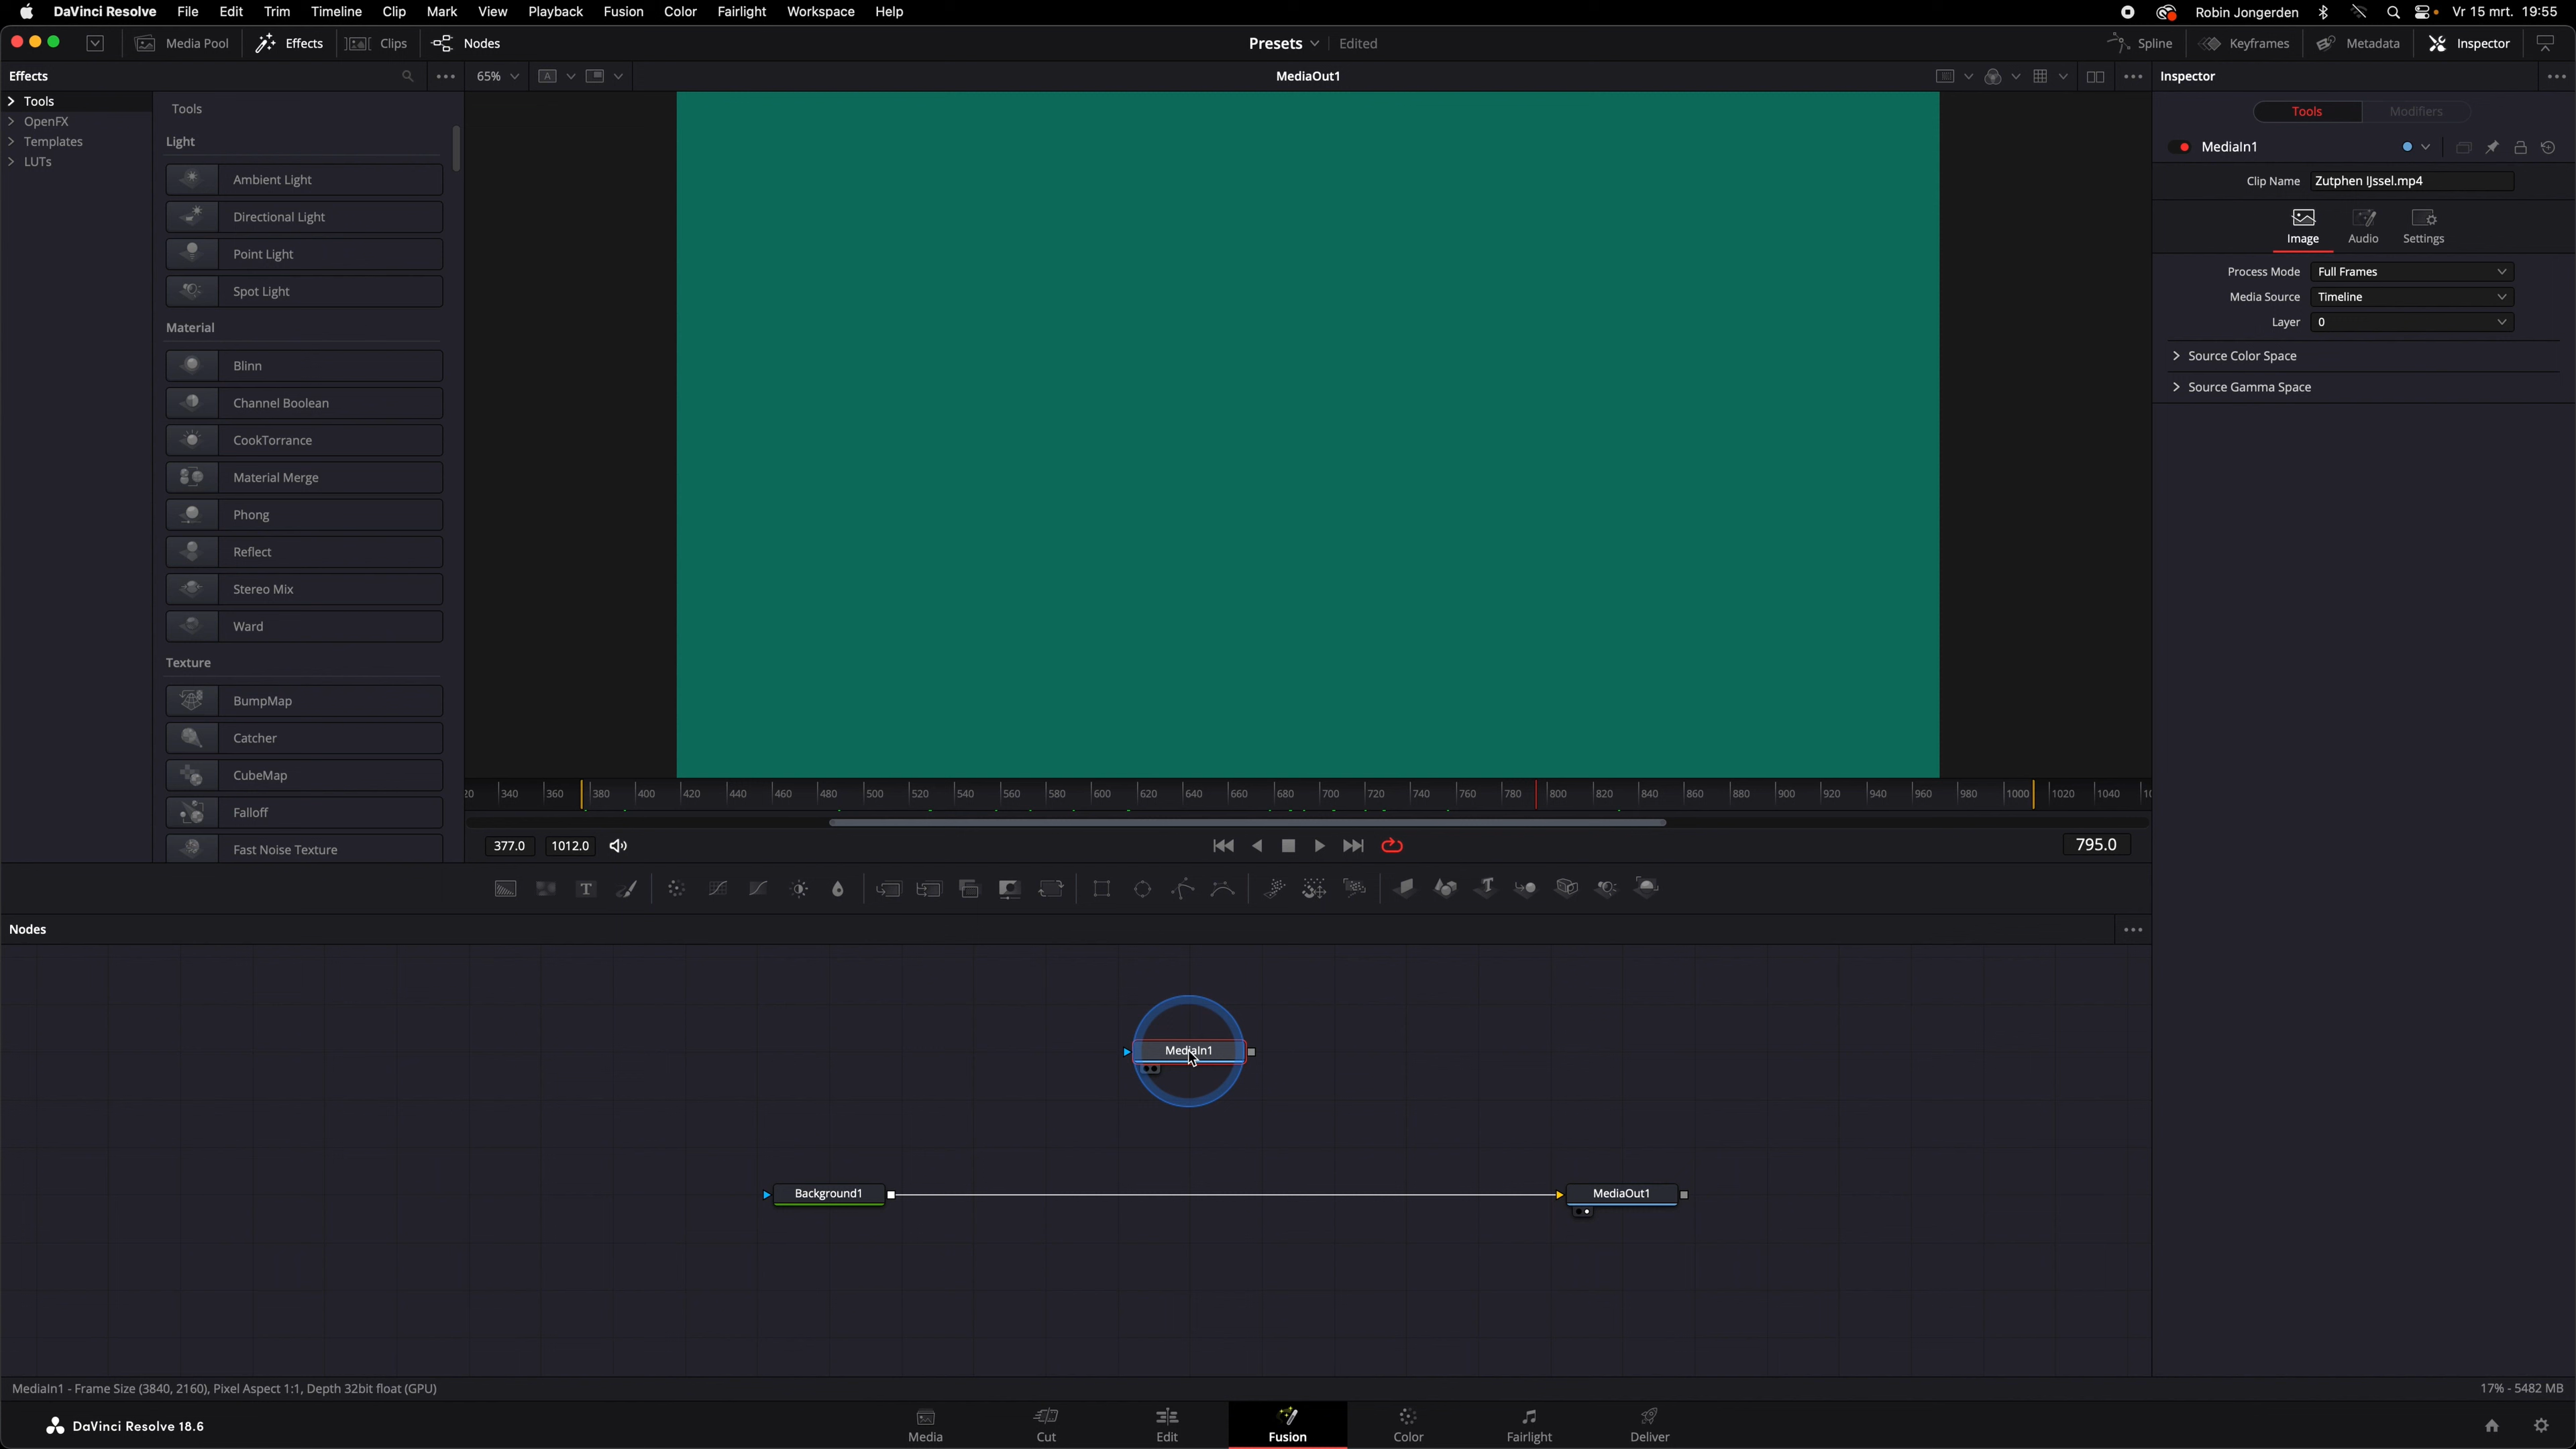 DaVinci Resolve File Edit Trim Timeline Clip Mark View Playback Fusion Color Fairlight Workspace Help Robin Jongerden Vr 15 mrt. 19:55
Media Pool Effects Clips Nodes Presets Edited Spline Keyframes Metadata Inspector
Effects 65% A MediaOut1 Inspector
Tools
OpenFX
Templates
LUTs
Tools
Light
Ambient Light
Directional Light
Point Light
Spot Light
Material
Blinn
Channel Boolean
CookTorrance
Material Merge
Phong
Reflect
Stereo Mix
Ward
Texture
BumpMap
Catcher
CubeMap
Falloff
Fast Noise Texture
Tools Modifiers
MediaIn1
Clip Name Zutphen IJssel.mp4
Image Audio Settings
Process Mode Full Frames
Media Source Timeline
Layer 0
Source Color Space
Source Gamma Space
20 340 360 380 400 420 440 460 480 500 520 540 560 580 600 620 640 660 680 700 720 740 760 780 800 820 840 860 880 900 920 940 960 980 1000 1020 1040
377.0 1012.0 795.0
T T
Nodes
MediaIn1
Background1 MediaOut1
MediaIn1 - Frame Size (3840, 2160), Pixel Aspect 1:1, Depth 32bit float (GPU) 17% - 5482 MB
DaVinci Resolve 18.6 Media Cut Edit Fusion Color Fairlight Deliver